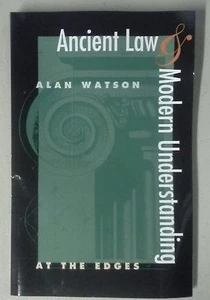 Ancient Law &
Modern Understanding
ALAN WATSON
AT THE EDGES